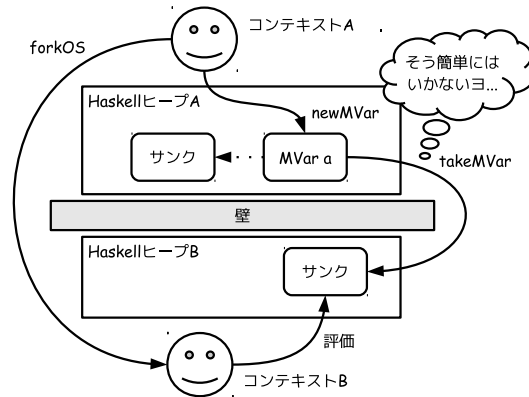 コンテキストA
forkOS
そう簡単には
いかないヨ...
HaskellヒープA
newMVar
サンク
MVar a
takeMVar
壁
HaskellヒープB
サンク
評価
コンテキストB